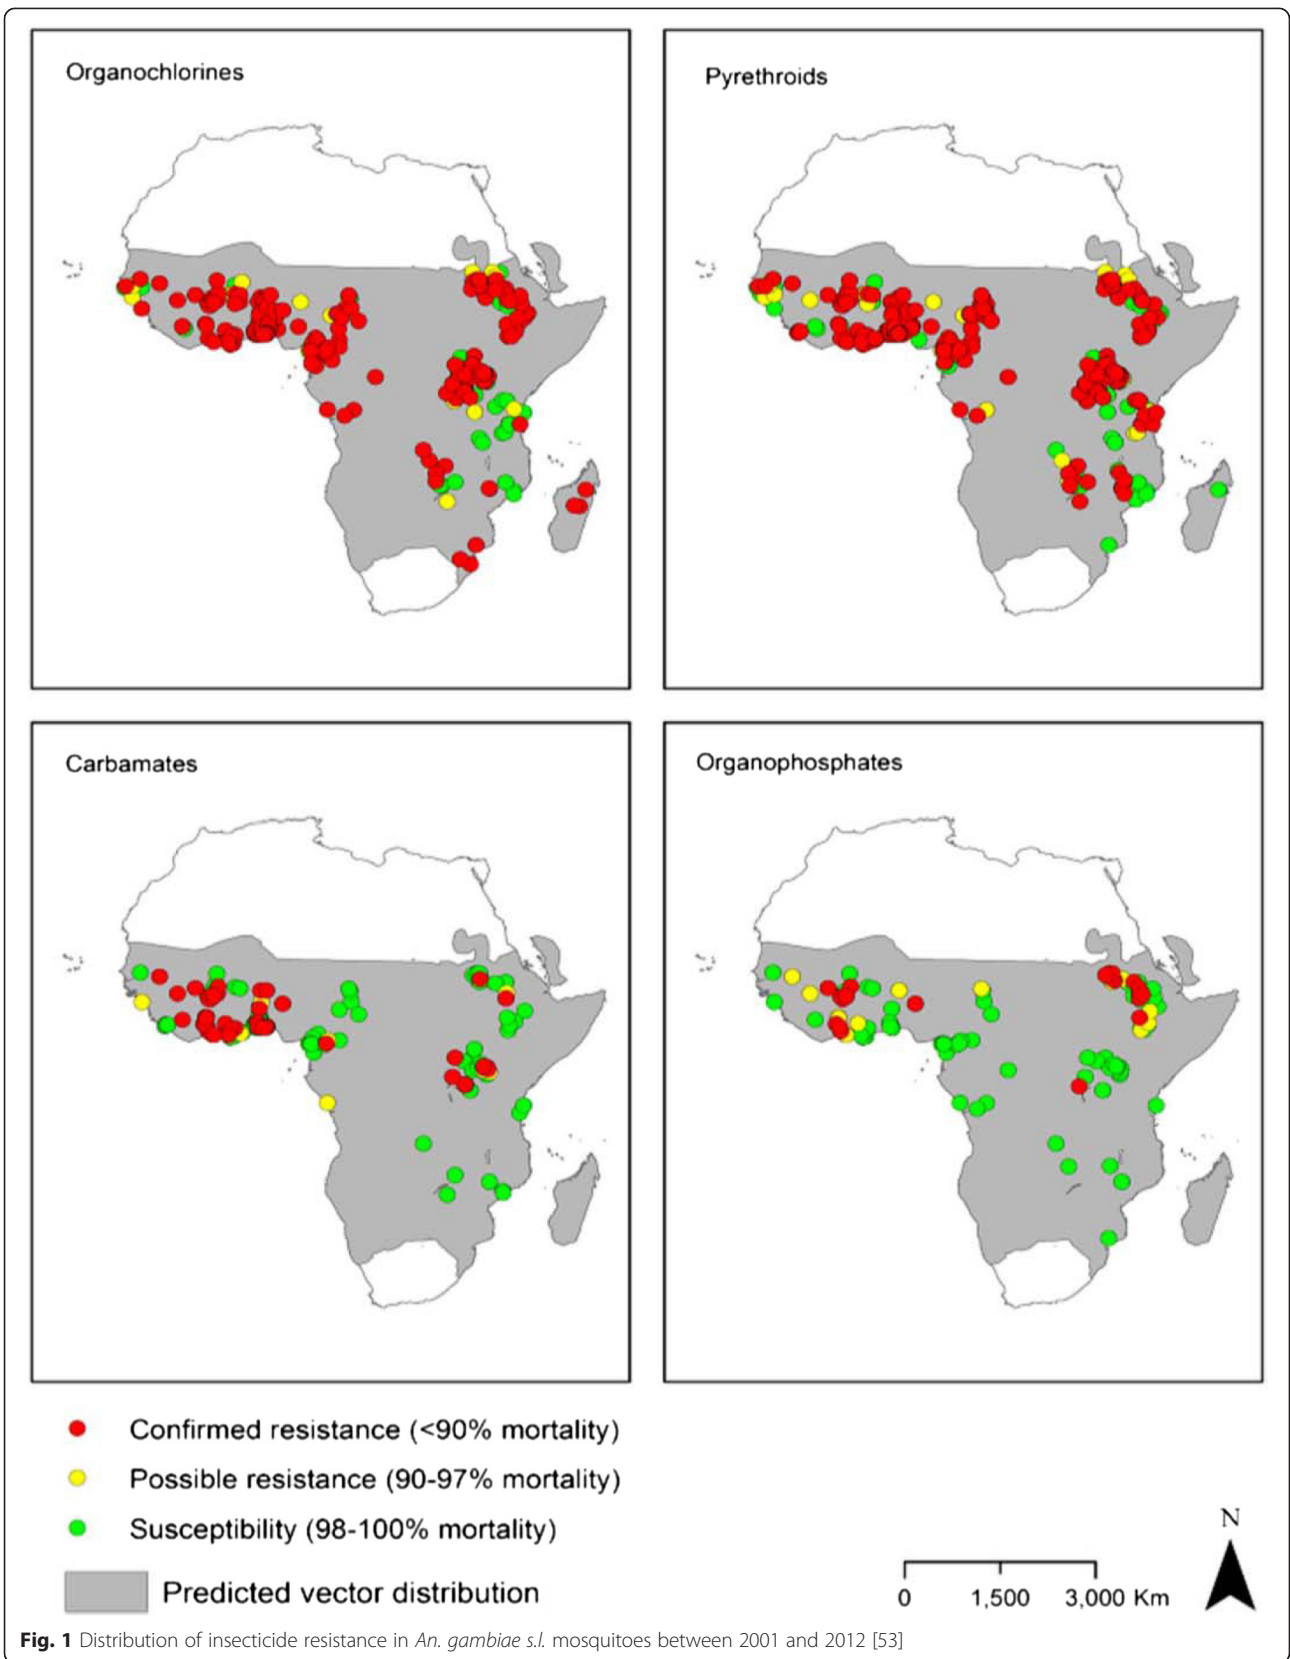 Organochlorines
Pyrethroids
Carbamates
Organophosphates
Confirmed resistance (<90% mortality)
Possible resistance (90-97% mortality)
Susceptibility (98-100% mortality)
Predicted vector distribution
N
0 1,500 3,000 Km
Fig. 1 Distribution of insecticide resistance in An. gambiae s.l. mosquitoes between 2001 and 2012 [53]